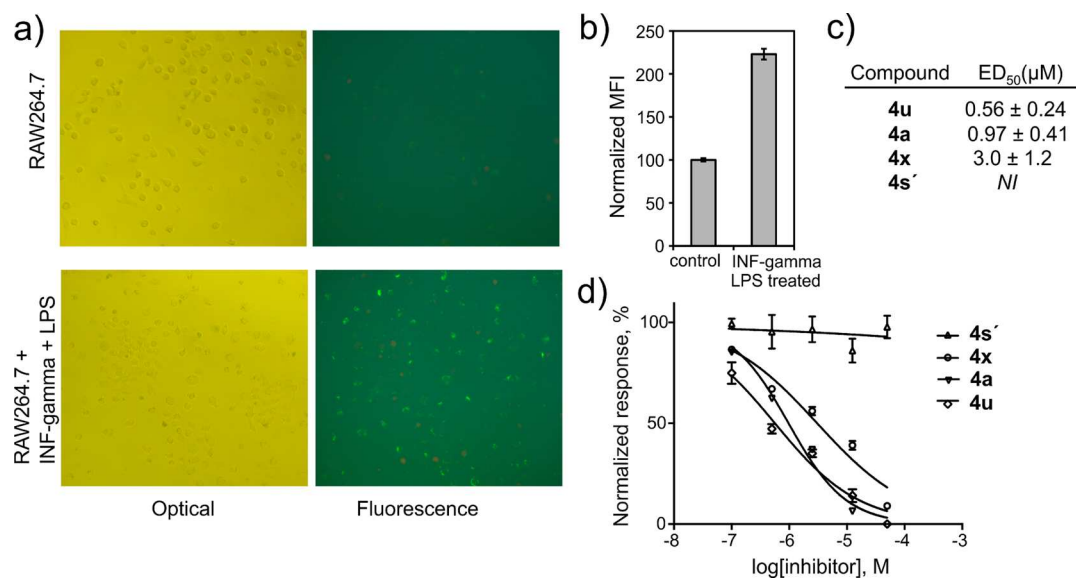 a)
RAW264.7
RAW264.7 +
INF-gamma + LPS
Optical
Fluorescence
b)
Normalized MFI
250
200
150
100
50
0
control
INF-gamma
LPS treated
c)
Compound ED50(μM)
4u 0.56 ± 0.24
4a 0.97 ± 0.41
4x 3.0 ± 1.2
4s´ NI
d)
Normalized response, %
100
50
0
-8 -7 -6 -5 -4 -3
log[inhibitor], M
4s´
4x
4a
4u